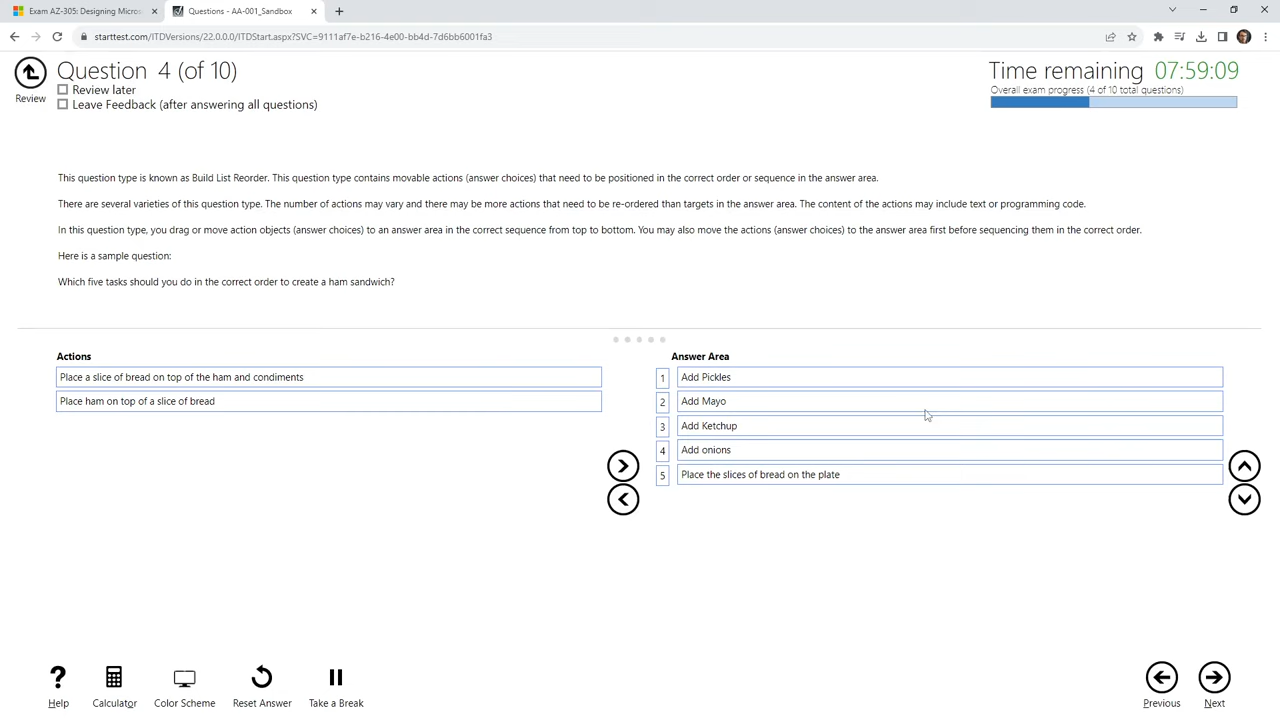 Exam AZ-305: Designing Micros
Questions - AA-001_Sandbox
starttest.com/ITDVersions/22.0.0.0/ITDStart.aspx?SVC=9111af7e-b216-4e00-bb4d-7d6bb6001fa3
Question 4 (of 10)
Review
Review later
Leave Feedback (after answering all questions)
Time remaining 07:59:09
Overall exam progress (4 of 10 total questions)
This question type is known as Build List Reorder. This question type contains movable actions (answer choices) that need to be positioned in the correct order or sequence in the answer area.
There are several varieties of this question type. The number of actions may vary and there may be more actions that need to be re-ordered than targets in the answer area. The content of the actions may include text or programming code.
In this question type, you drag or move action objects (answer choices) to an answer area in the correct sequence from top to bottom. You may also move the actions (answer choices) to the answer area first before sequencing them in the correct order.
Here is a sample question:
Which five tasks should you do in the correct order to create a ham sandwich?
Actions
Place a slice of bread on top of the ham and condiments
Place ham on top of a slice of bread
Answer Area
1 Add Pickles
2 Add Mayo
3 Add Ketchup
4 Add onions
5 Place the slices of bread on the plate
Help
Calculator
Color Scheme
Reset Answer
Take a Break
Previous
Next